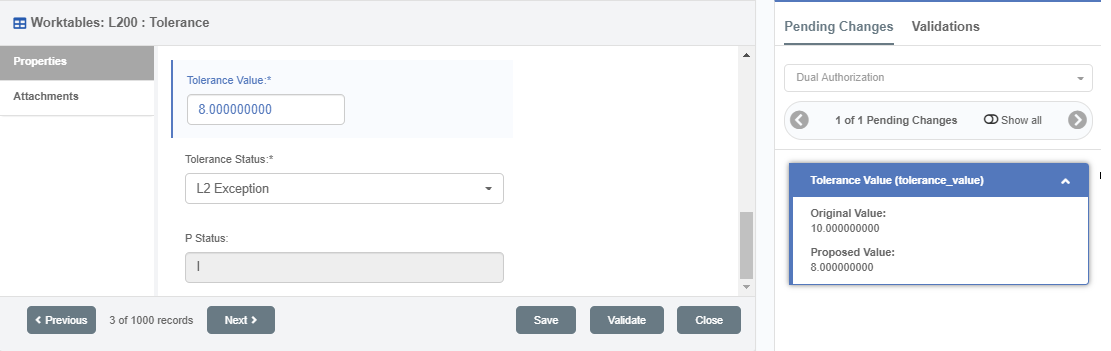 Worktables: L200 : Tolerance
Properties
Attachments
Tolerance Value:*
8.000000000
Tolerance Status:*
L2 Exception
P Status:
I
Previous
3 of 1000 records
Next
Save
Validate
Close
Pending Changes
Validations
Dual Authorization
1 of 1 Pending Changes
Show all
Tolerance Value (tolerance_value)
Original Value:
10.000000000
Proposed Value:
8.000000000